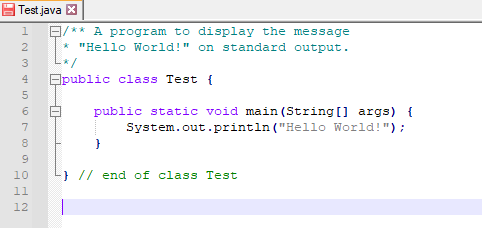 Test.java
1 /** A program to display the message
2 * "Hello World!" on standard output.
3 */
4 public class Test {
5
6 public static void main(String[] args) {
7 System.out.println("Hello World!");
8 }
9
10 } // end of class Test
11
12